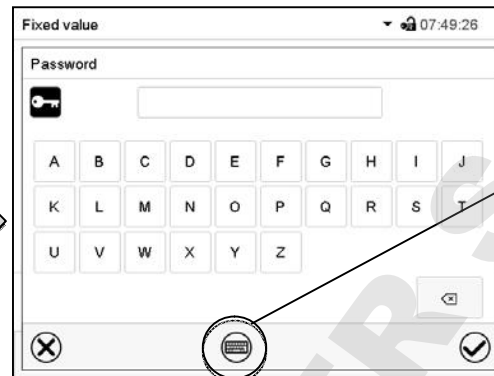 Fixed value 07:49:26
Password
A B C D E F G H I J
K L M N O P Q R S T
U V W X Y Z